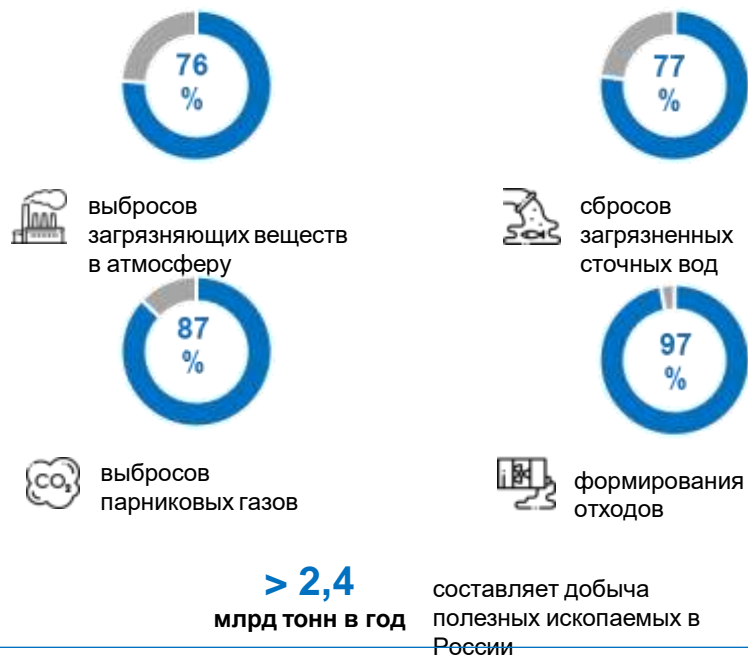 76
%
77
%
выбросов
загрязняющих веществ
в атмосферу
сбросов
загрязненных
сточных вод
87
%
97
%
CO₂
выбросов
парниковых газов
формирования
отходов
> 2,4
млрд тонн в год
составляет добыча
полезных ископаемых в
России